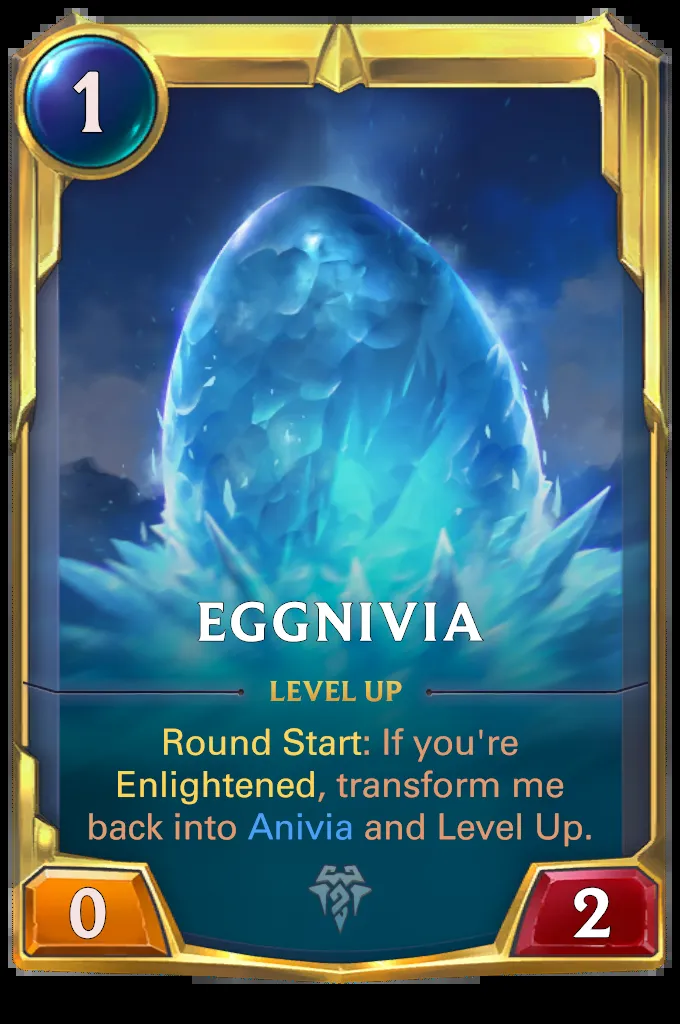 1
EGGNIVIA
LEVEL UP
Round Start: If you're
Enlightened, transform me
back into Anivia and Level Up.
0
2